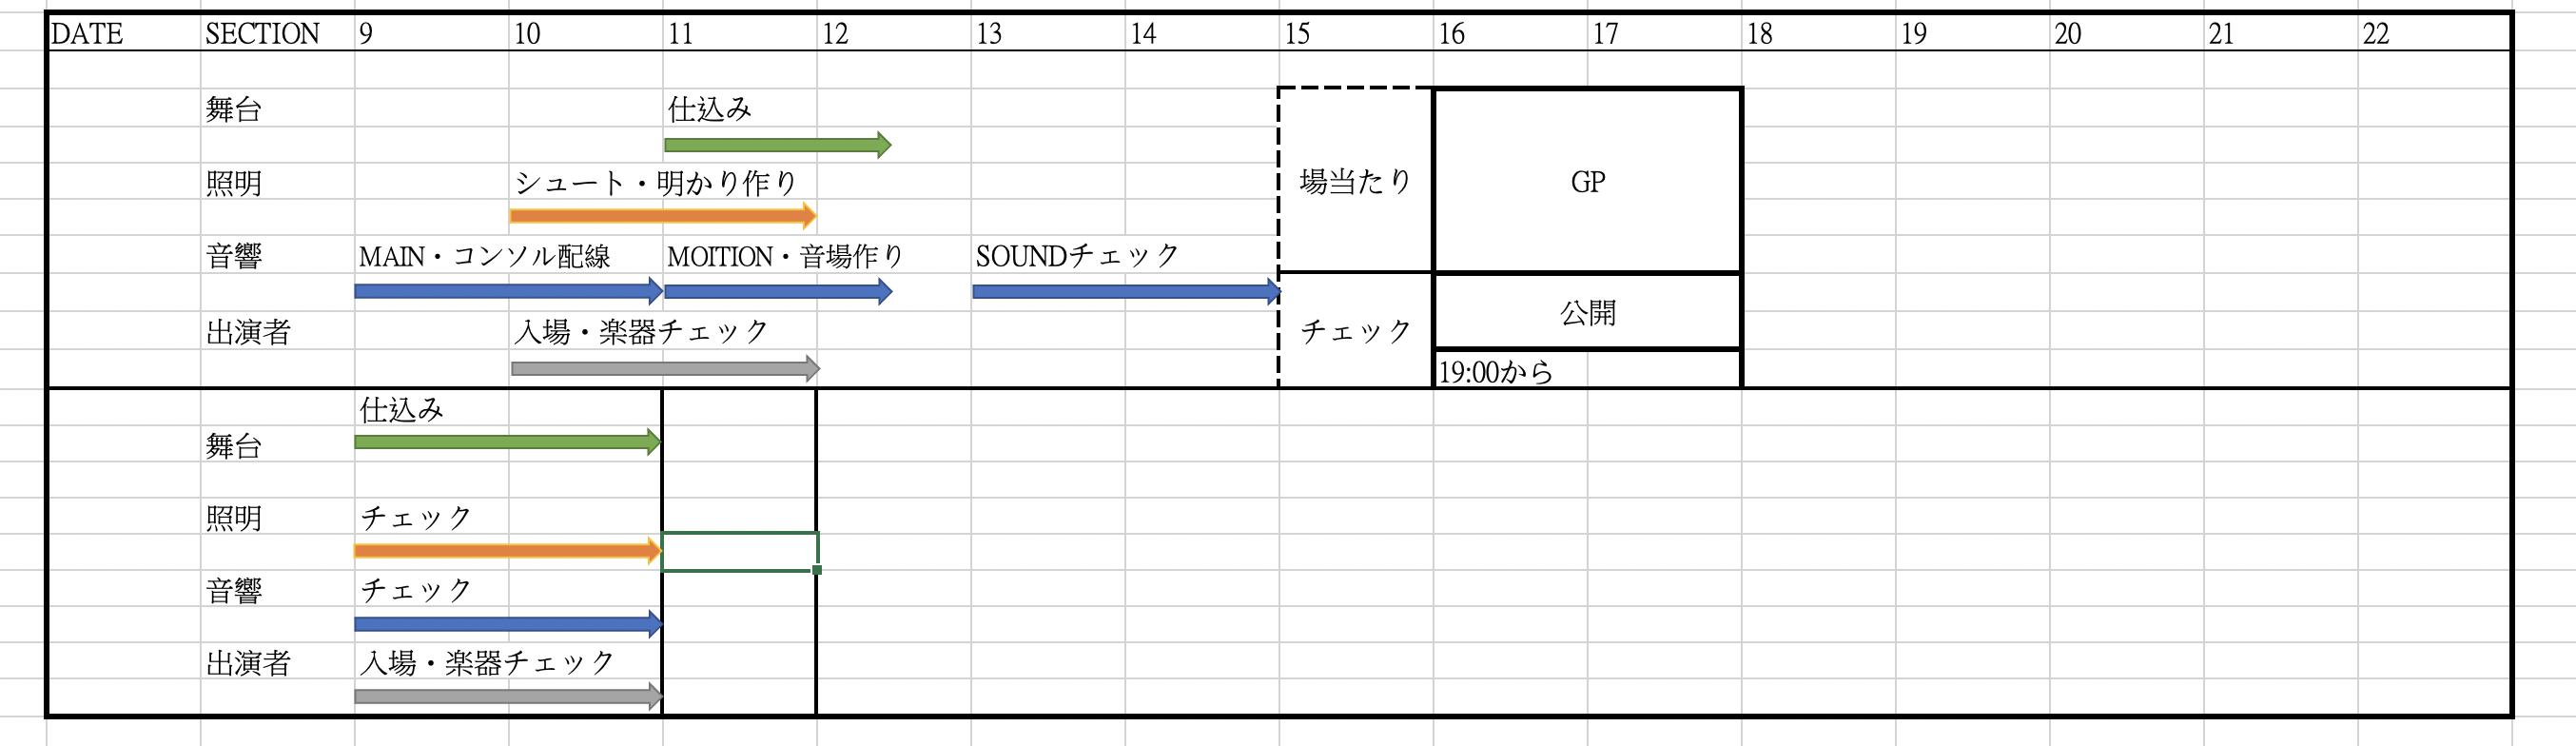 DATE SECTION 9 10 11 12 13 14 15 16 17 18 19 20 21 22
舞台 仕込み
照明 シュート・明かり作り
場当たり GP
音響 MAIN・コンソル配線 MOITION・音場作り SOUNDチェック
公開
出演者 入場・楽器チェック チェック
19:00から
仕込み
舞台
照明 チェック
音響 チェック
出演者 入場・楽器チェック